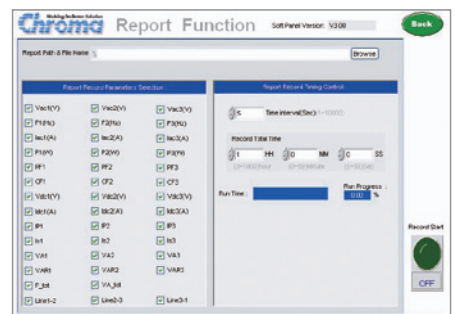 Making Technology Solution
Chroma
Report Function
Soft Panel Version: V3.08
Back
Report Path & File Name
Browse
Report Record Parameters Selection
Report Record Timing Control
Vac1(V) Vac2(V) Vac3(V)
F1(Hz) F2(Hz) F3(Hz)
Iac1(A) Iac2(A) Iac3(A)
P1(W) P2(W) P3(W)
PF1 PF2 PF3
CF1 CF2 CF3
Vdc1(V) Vdc2(V) Vdc3(V)
Idc1(A) Idc2(A) Idc3(A)
IP1 IP2 IP3
Is1 Is2 Is3
VA1 VA2 VA3
VAR1 VAR2 VAR3
P_tot VA_tot
Line1-2 Line2-3 Line3-1
5 Time interval(Sec)
Record Total Time
1 HH 0 MM 0 SS
Run Time :
Run Progress :
0.00 %
Record Start
OFF